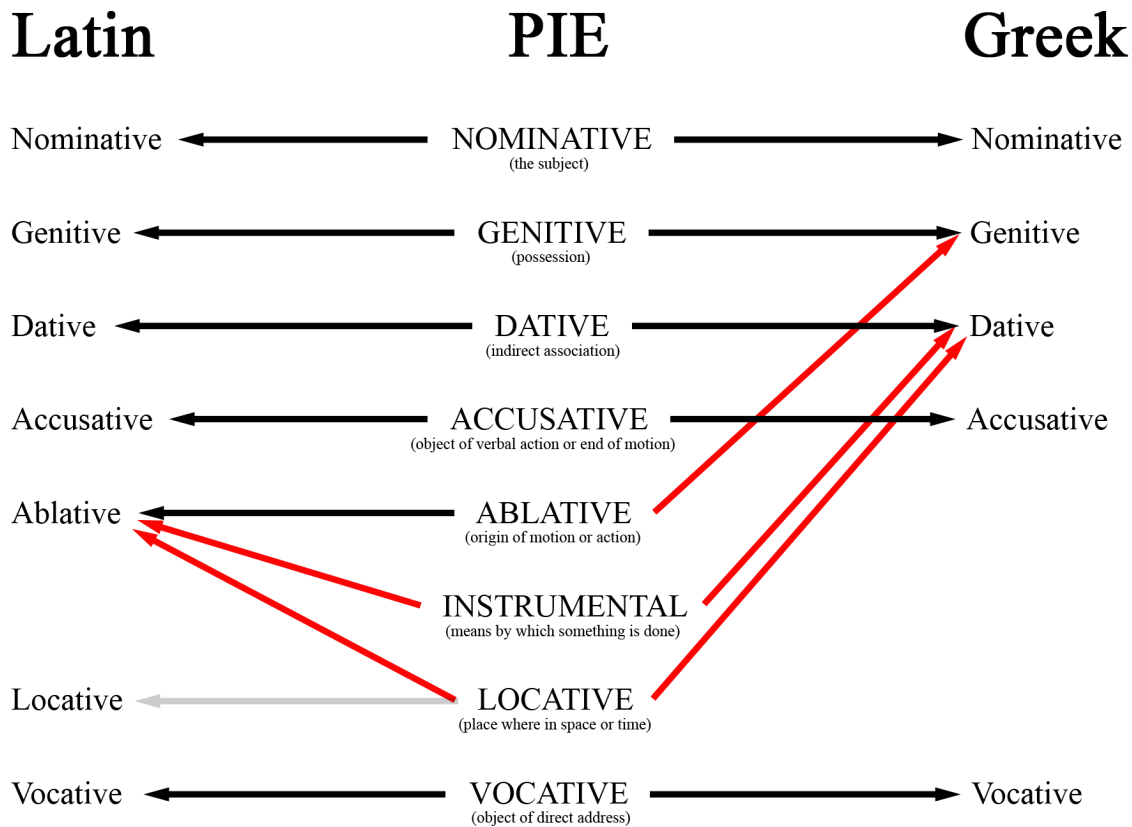 Latin PIE Greek
Nominative NOMINATIVE Nominative
(the subject)
Genitive GENITIVE Genitive
(possession)
Dative DATIVE Dative
(indirect association)
Accusative ACCUSATIVE Accusative
(object of verbal action or end of motion)
Ablative ABLATIVE
(origin of motion or action)
INSTRUMENTAL
(means by which something is done)
Locative LOCATIVE
(place where in space or time)
Vocative VOCATIVE Vocative
(object of direct address)